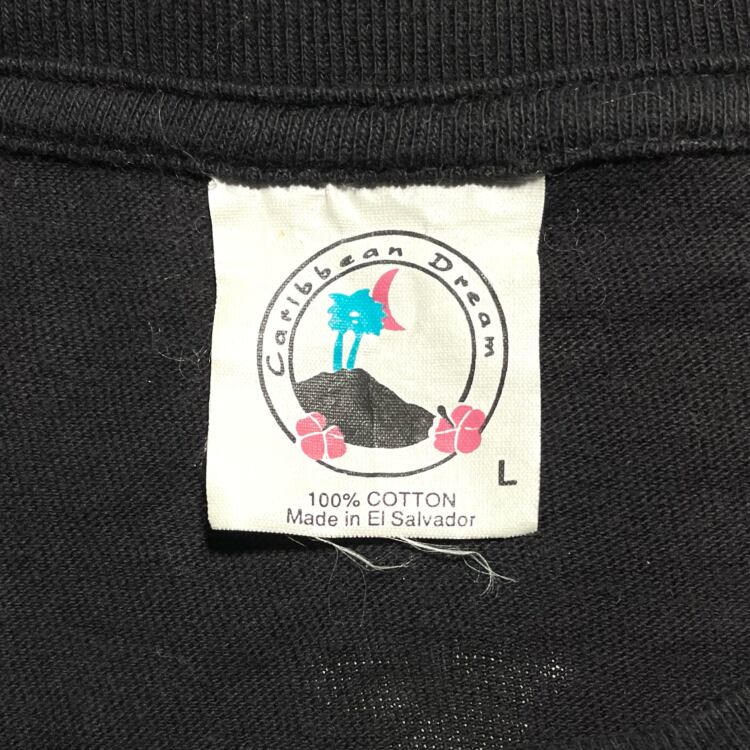 Caribbean Dream
L
100% COTTON
Made in El Salvador